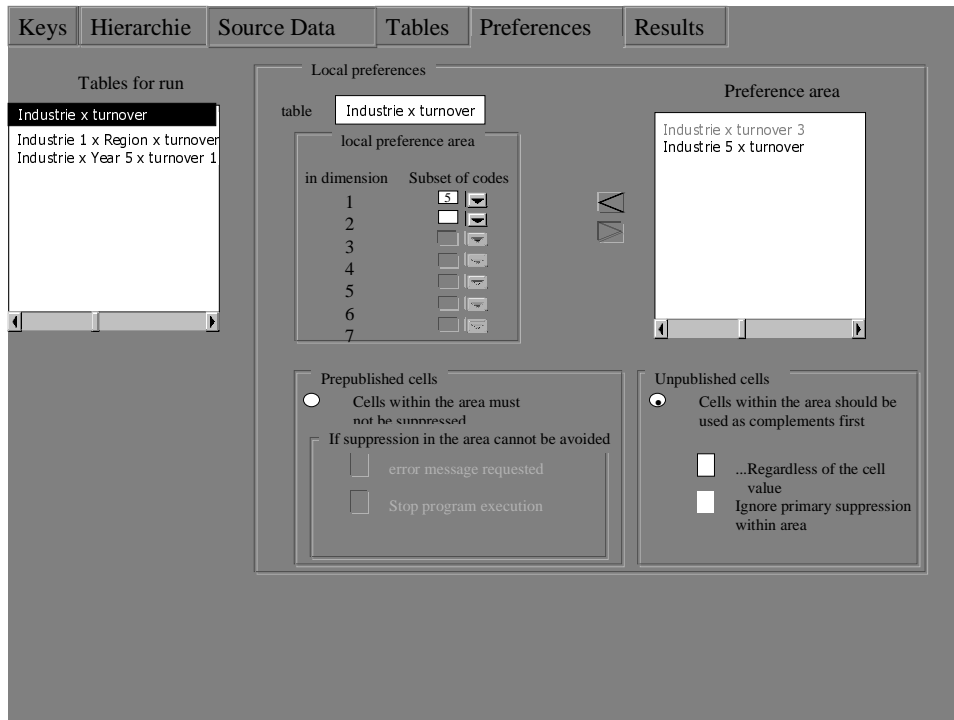 Keys Hierarchie Source Data Tables Preferences Results
Tables for run
Industrie x turnover
Industrie 1 x Region x turnover
Industrie x Year 5 x turnover 1
Local preferences
table Industrie x turnover
local preference area
in dimension Subset of codes
1 5
2
3
4
5
6
7
Preference area
Industrie x turnover 3
Industrie 5 x turnover
Prepublished cells
Cells within the area must
not be suppressed
If suppression in the area cannot be avoided
error message requested
Stop program execution
Unpublished cells
Cells within the area should be
used as complements first
...Regardless of the cell
value
Ignore primary suppression
within area